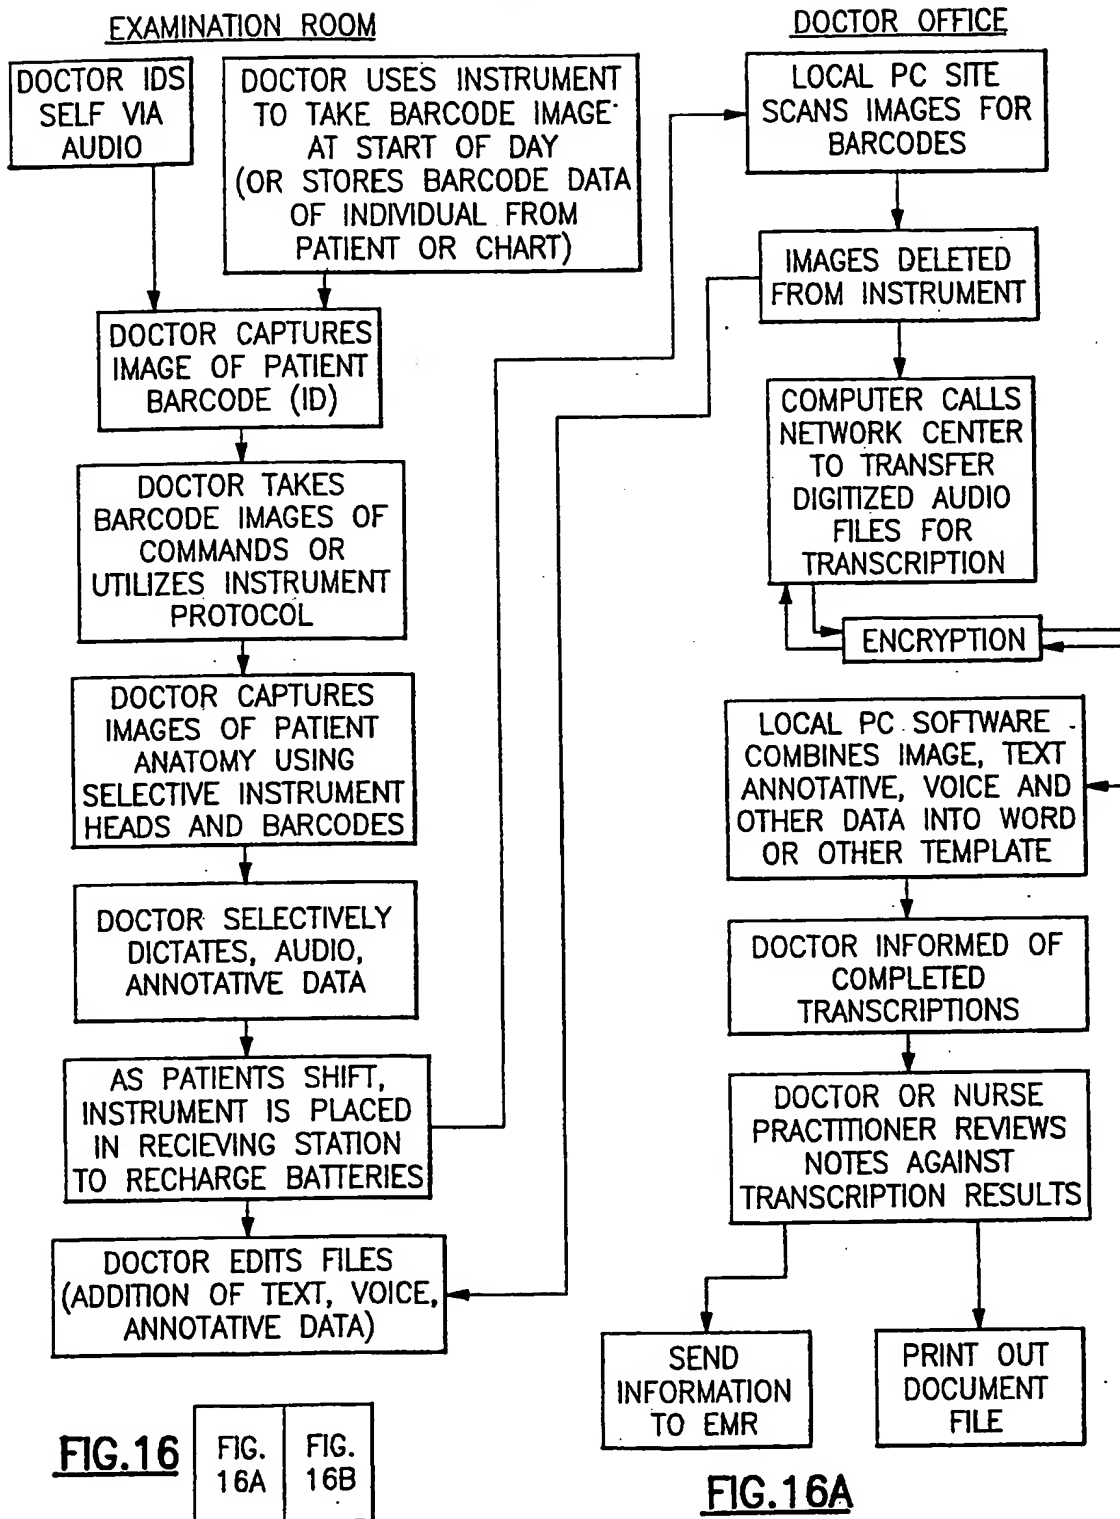 EXAMINATION ROOM
DOCTOR IDS
SELF VIA
AUDIO
DOCTOR USES INSTRUMENT
TO TAKE BARCODE IMAGE
AT START OF DAY
(OR STORES BARCODE DATA
OF INDIVIDUAL FROM
PATIENT OR CHART)
DOCTOR CAPTURES
IMAGE OF PATIENT
BARCODE (ID)
DOCTOR TAKES
BARCODE IMAGES OF
COMMANDS OR
UTILIZES INSTRUMENT
PROTOCOL
DOCTOR CAPTURES
IMAGES OF PATIENT
ANATOMY USING
SELECTIVE INSTRUMENT
HEADS AND BARCODES
DOCTOR SELECTIVELY
DICTATES, AUDIO,
ANNOTATIVE DATA
AS PATIENTS SHIFT,
INSTRUMENT IS PLACED
IN RECIEVING STATION
TO RECHARGE BATTERIES
DOCTOR EDITS FILES
(ADDITION OF TEXT, VOICE,
ANNOTATIVE DATA)
DOCTOR OFFICE
LOCAL PC SITE
SCANS IMAGES FOR
BARCODES
IMAGES DELETED
FROM INSTRUMENT
COMPUTER CALLS
NETWORK CENTER
TO TRANSFER
DIGITIZED AUDIO
FILES FOR
TRANSCRIPTION
ENCRYPTION
LOCAL PC SOFTWARE
COMBINES IMAGE, TEXT
ANNOTATIVE, VOICE AND
OTHER DATA INTO WORD
OR OTHER TEMPLATE
DOCTOR INFORMED OF
COMPLETED
TRANSCRIPTIONS
DOCTOR OR NURSE
PRACTITIONER REVIEWS
NOTES AGAINST
TRANSCRIPTION RESULTS
SEND
INFORMATION
TO EMR
PRINT OUT
DOCUMENT
FILE
FIG.16
FIG.
16A
FIG.
16B
FIG.16A